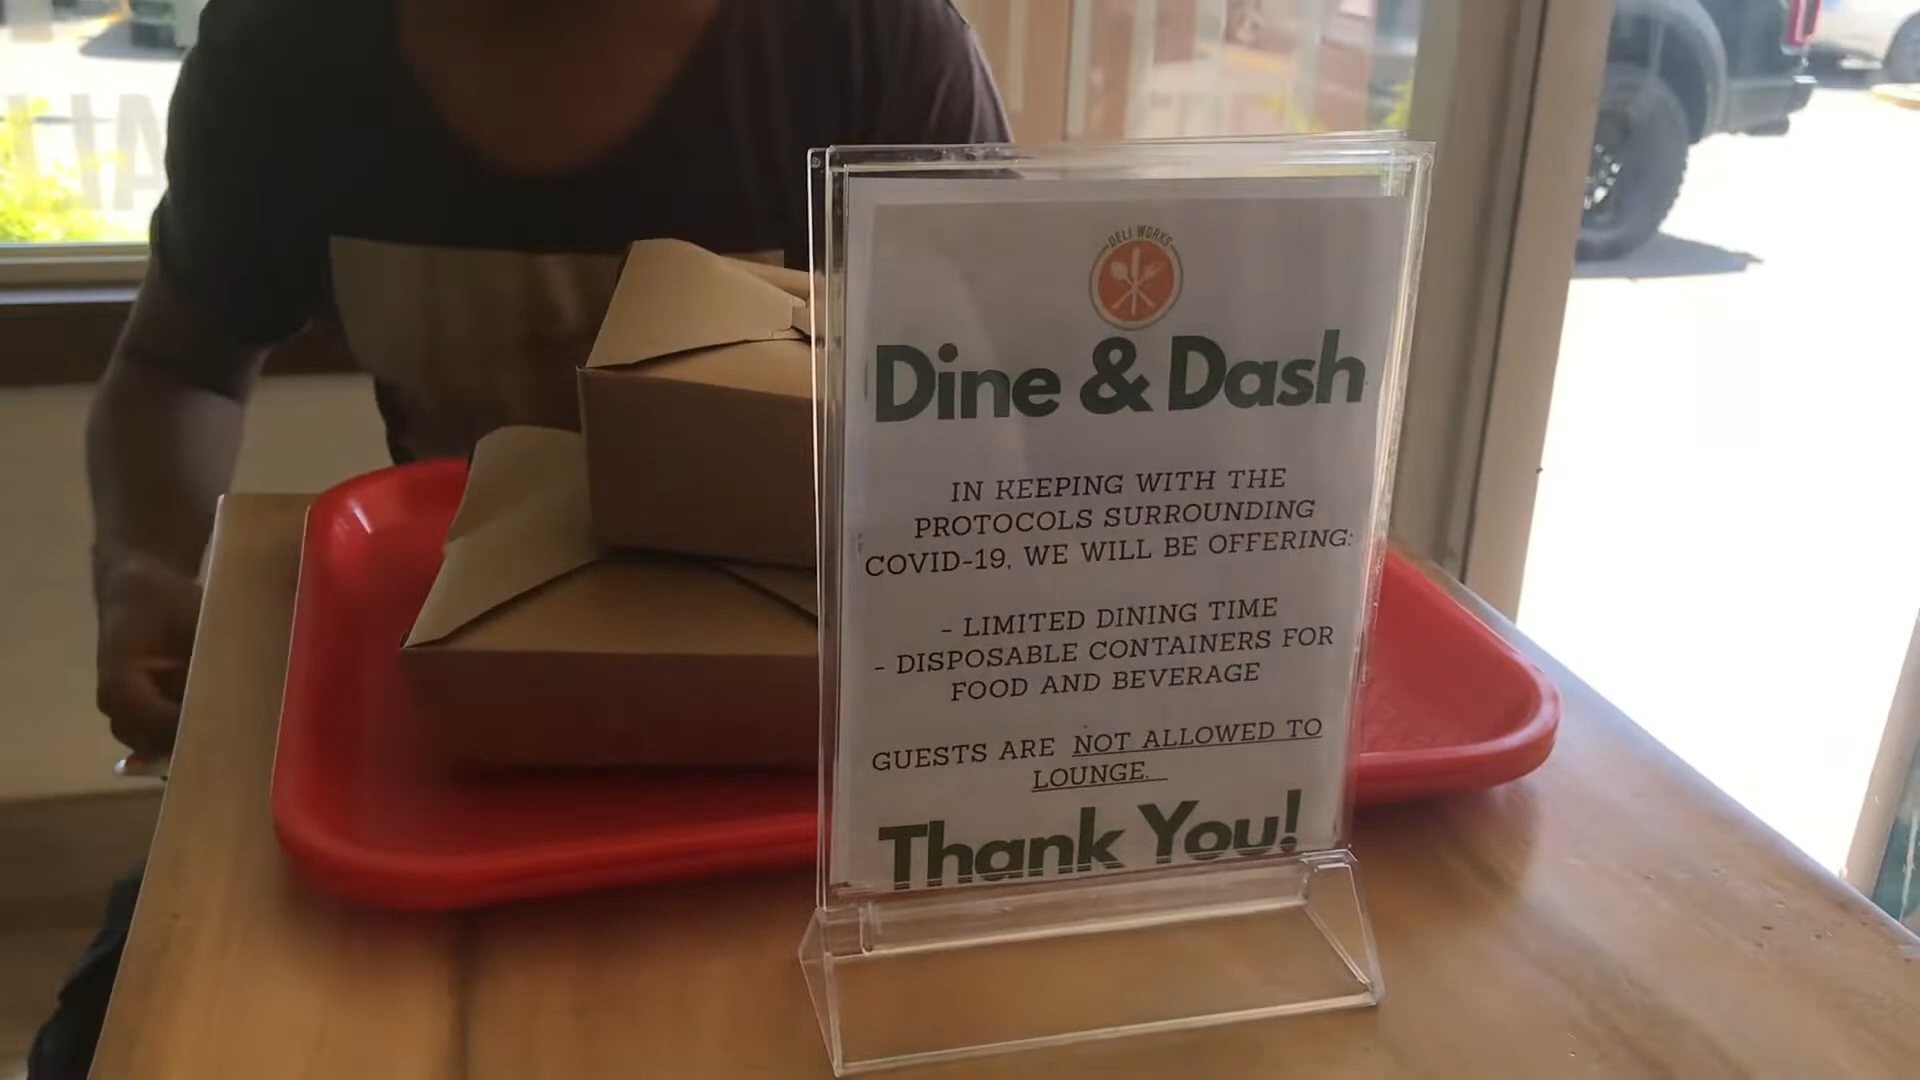 DELI WORKS
Dine & Dash
IN KEEPING WITH THE
PROTOCOLS SURROUNDING
COVID-19, WE WILL BE OFFERING:
- LIMITED DINING TIME
- DISPOSABLE CONTAINERS FOR
FOOD AND BEVERAGE
GUESTS ARE NOT ALLOWED TO
LOUNGE.
Thank You!